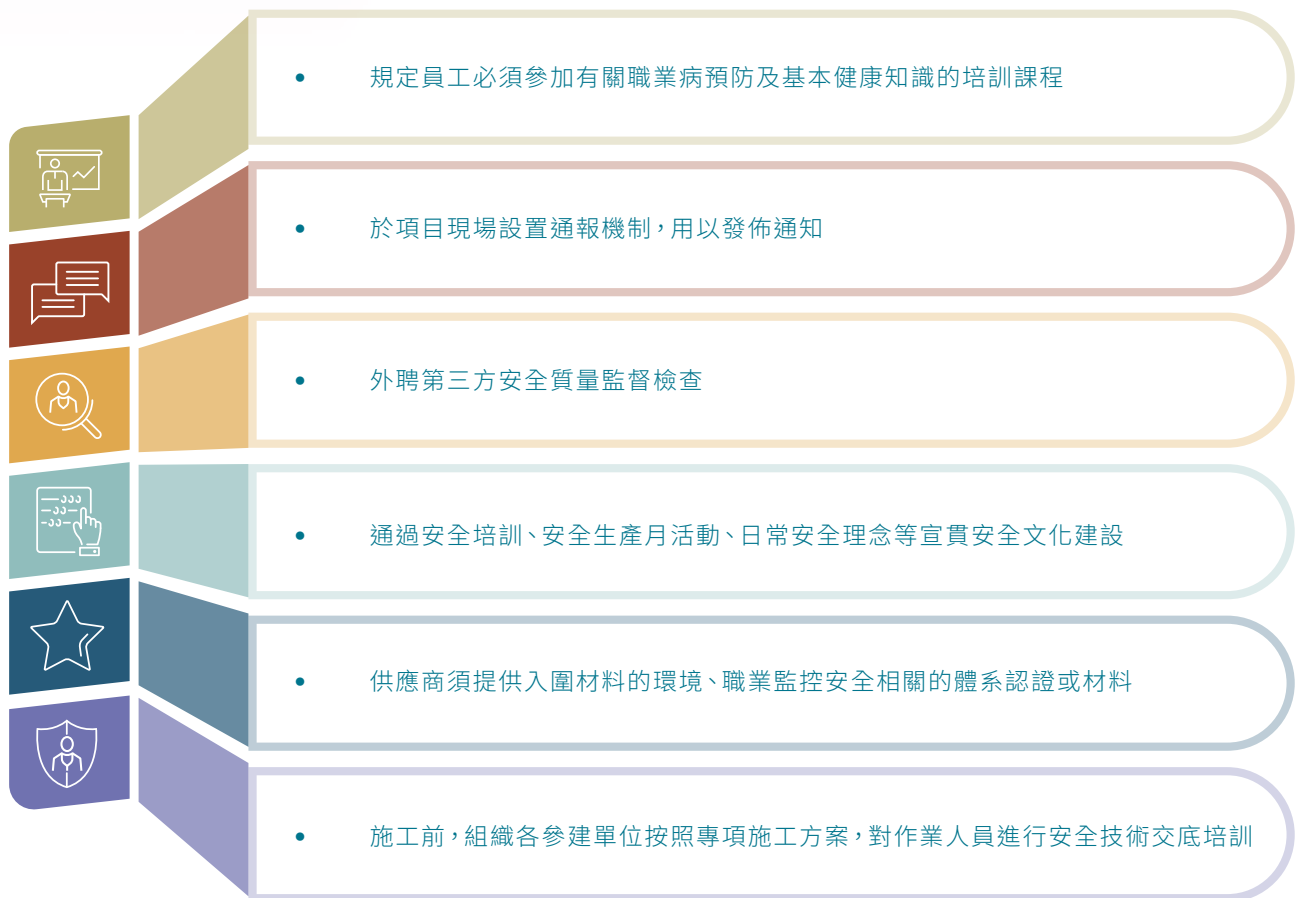 • 規定員工必須參加有關職業病預防及基本健康知識的培訓課程
• 於項目現場設置通報機制，用以發佈通知
• 外聘第三方安全質量監督檢查
• 通過安全培訓、安全生產月活動、日常安全理念等宣貫安全文化建設
• 供應商須提供入圍材料的環境、職業監控安全相關的體系認證或材料
• 施工前，組織各參建單位按照專項施工方案，對作業人員進行安全技術交底培訓